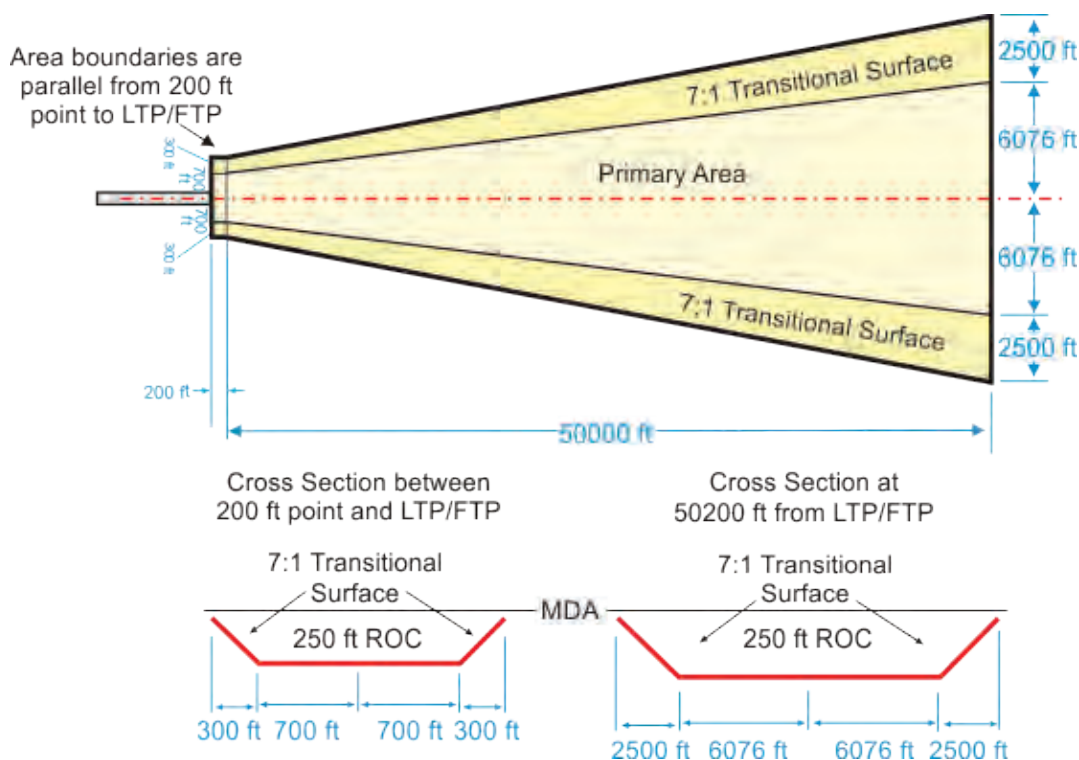 Area boundaries are
parallel from 200 ft
point to LTP/FTP
300 ft
700
ft
700
ft
300 ft
7:1 Transitional Surface
Primary Area
7:1 Transitional Surface
2500 ft
6076 ft
6076 ft
2500 ft
200 ft
50000 ft
Cross Section between
200 ft point and LTP/FTP
Cross Section at
50200 ft from LTP/FTP
7:1 Transitional
Surface
MDA
7:1 Transitional
Surface
250 ft ROC
250 ft ROC
300 ft 700 ft 700 ft 300 ft
2500 ft 6076 ft 6076 ft 2500 ft